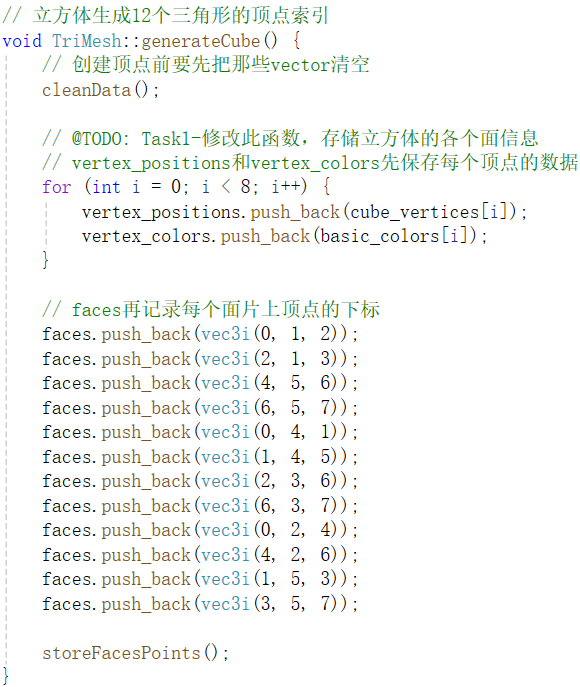 // 立方体生成12个三角形的顶点索引
void TriMesh::generateCube() {
// 创建顶点前要先把那些vector清空
cleanData();
// @TODO: Task1-修改此函数，存储立方体的各个面信息
// vertex_positions和vertex_colors先保存每个顶点的数据
for (int i = 0; i < 8; i++) {
vertex_positions.push_back(cube_vertices[i]);
vertex_colors.push_back(basic_colors[i]);
}
// faces再记录每个面片上顶点的下标
faces.push_back(vec3i(0, 1, 2));
faces.push_back(vec3i(2, 1, 3));
faces.push_back(vec3i(4, 5, 6));
faces.push_back(vec3i(6, 5, 7));
faces.push_back(vec3i(0, 4, 1));
faces.push_back(vec3i(1, 4, 5));
faces.push_back(vec3i(2, 3, 6));
faces.push_back(vec3i(6, 3, 7));
faces.push_back(vec3i(0, 2, 4));
faces.push_back(vec3i(4, 2, 6));
faces.push_back(vec3i(1, 5, 3));
faces.push_back(vec3i(3, 5, 7));
storeFacesPoints();
}